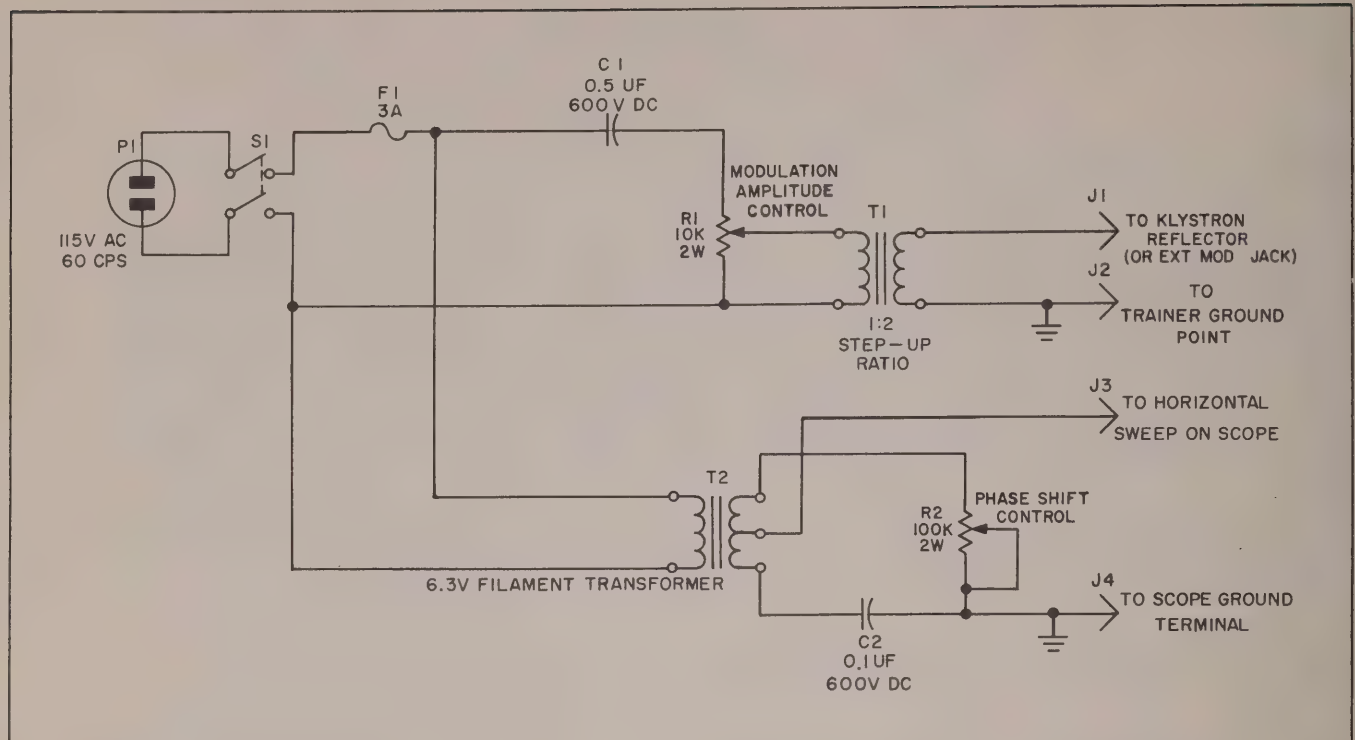 C1
0.5 UF
600V DC
F1
3A
P1
S1
115V AC
60 CPS
MODULATION
AMPLITUDE
CONTROL
R1
10K
2W
T1
1:2
STEP-UP
RATIO
J1
TO KLYSTRON
REFLECTOR
(OR EXT MOD JACK)
J2
TO
TRAINER GROUND
POINT
J3
TO HORIZONTAL
SWEEP ON SCOPE
T2
6.3V FILAMENT TRANSFORMER
R2
100K
2W
PHASE SHIFT
CONTROL
J4
TO SCOPE GROUND
TERMINAL
C2
0.1 UF
600V DC